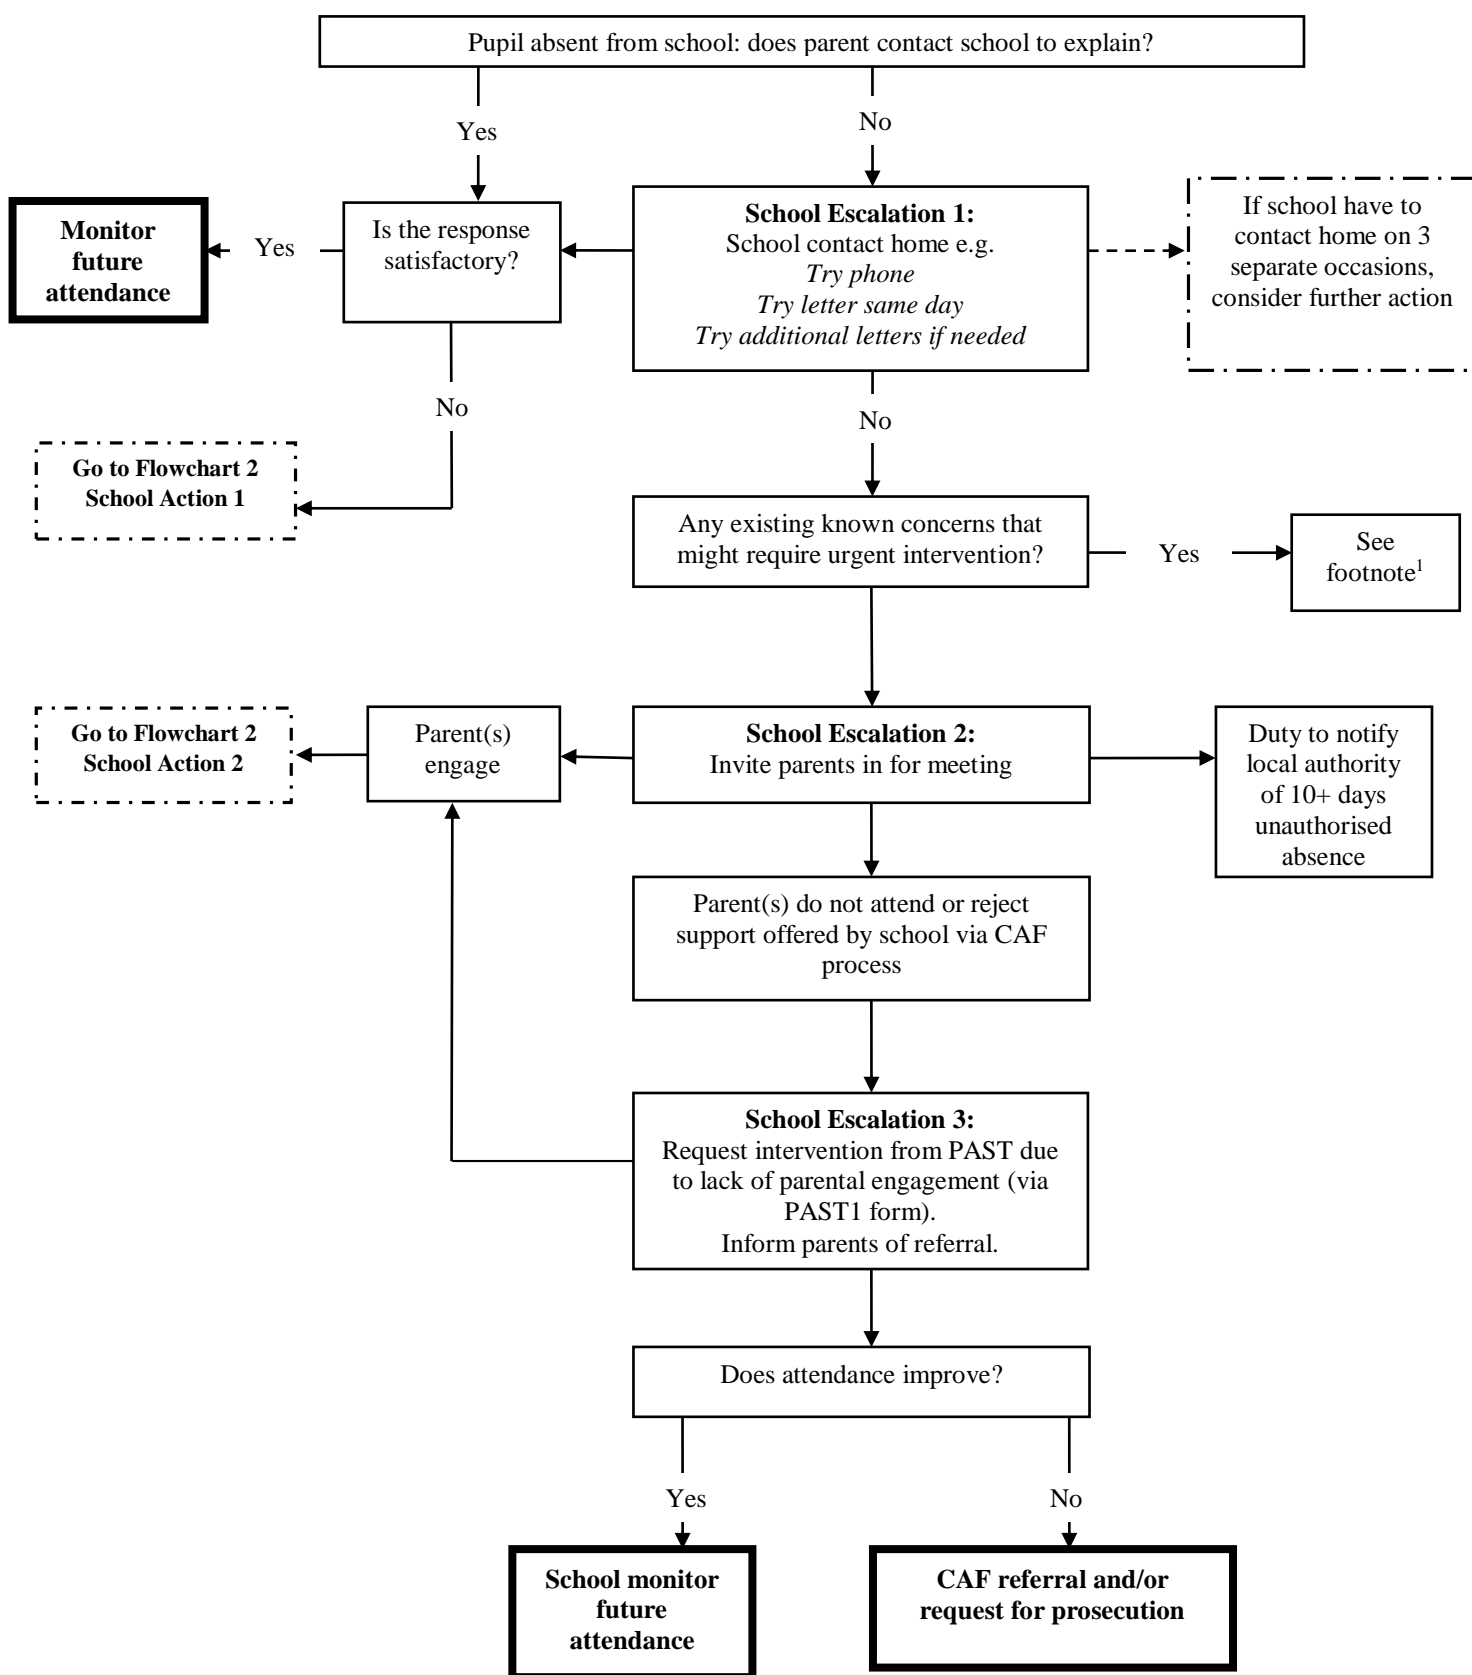 Pupil absent from school: does parent contact school to explain?
Yes
No
Monitor
future
attendance
Yes
Is the response
satisfactory?
School Escalation 1:
School contact home e.g.
Try phone
Try letter same day
Try additional letters if needed
If school have to
contact home on 3
separate occasions,
consider further action
No
No
Go to Flowchart 2
School Action 1
Any existing known concerns that
might require urgent intervention?
Yes
See
footnote¹
Go to Flowchart 2
School Action 2
Parent(s)
engage
School Escalation 2:
Invite parents in for meeting
Duty to notify
local authority
of 10+ days
unauthorised
absence
Parent(s) do not attend or reject
support offered by school via CAF
process
School Escalation 3:
Request intervention from PAST due
to lack of parental engagement (via
PAST1 form).
Inform parents of referral.
Does attendance improve?
Yes
No
School monitor
future
attendance
CAF referral and/or
request for prosecution